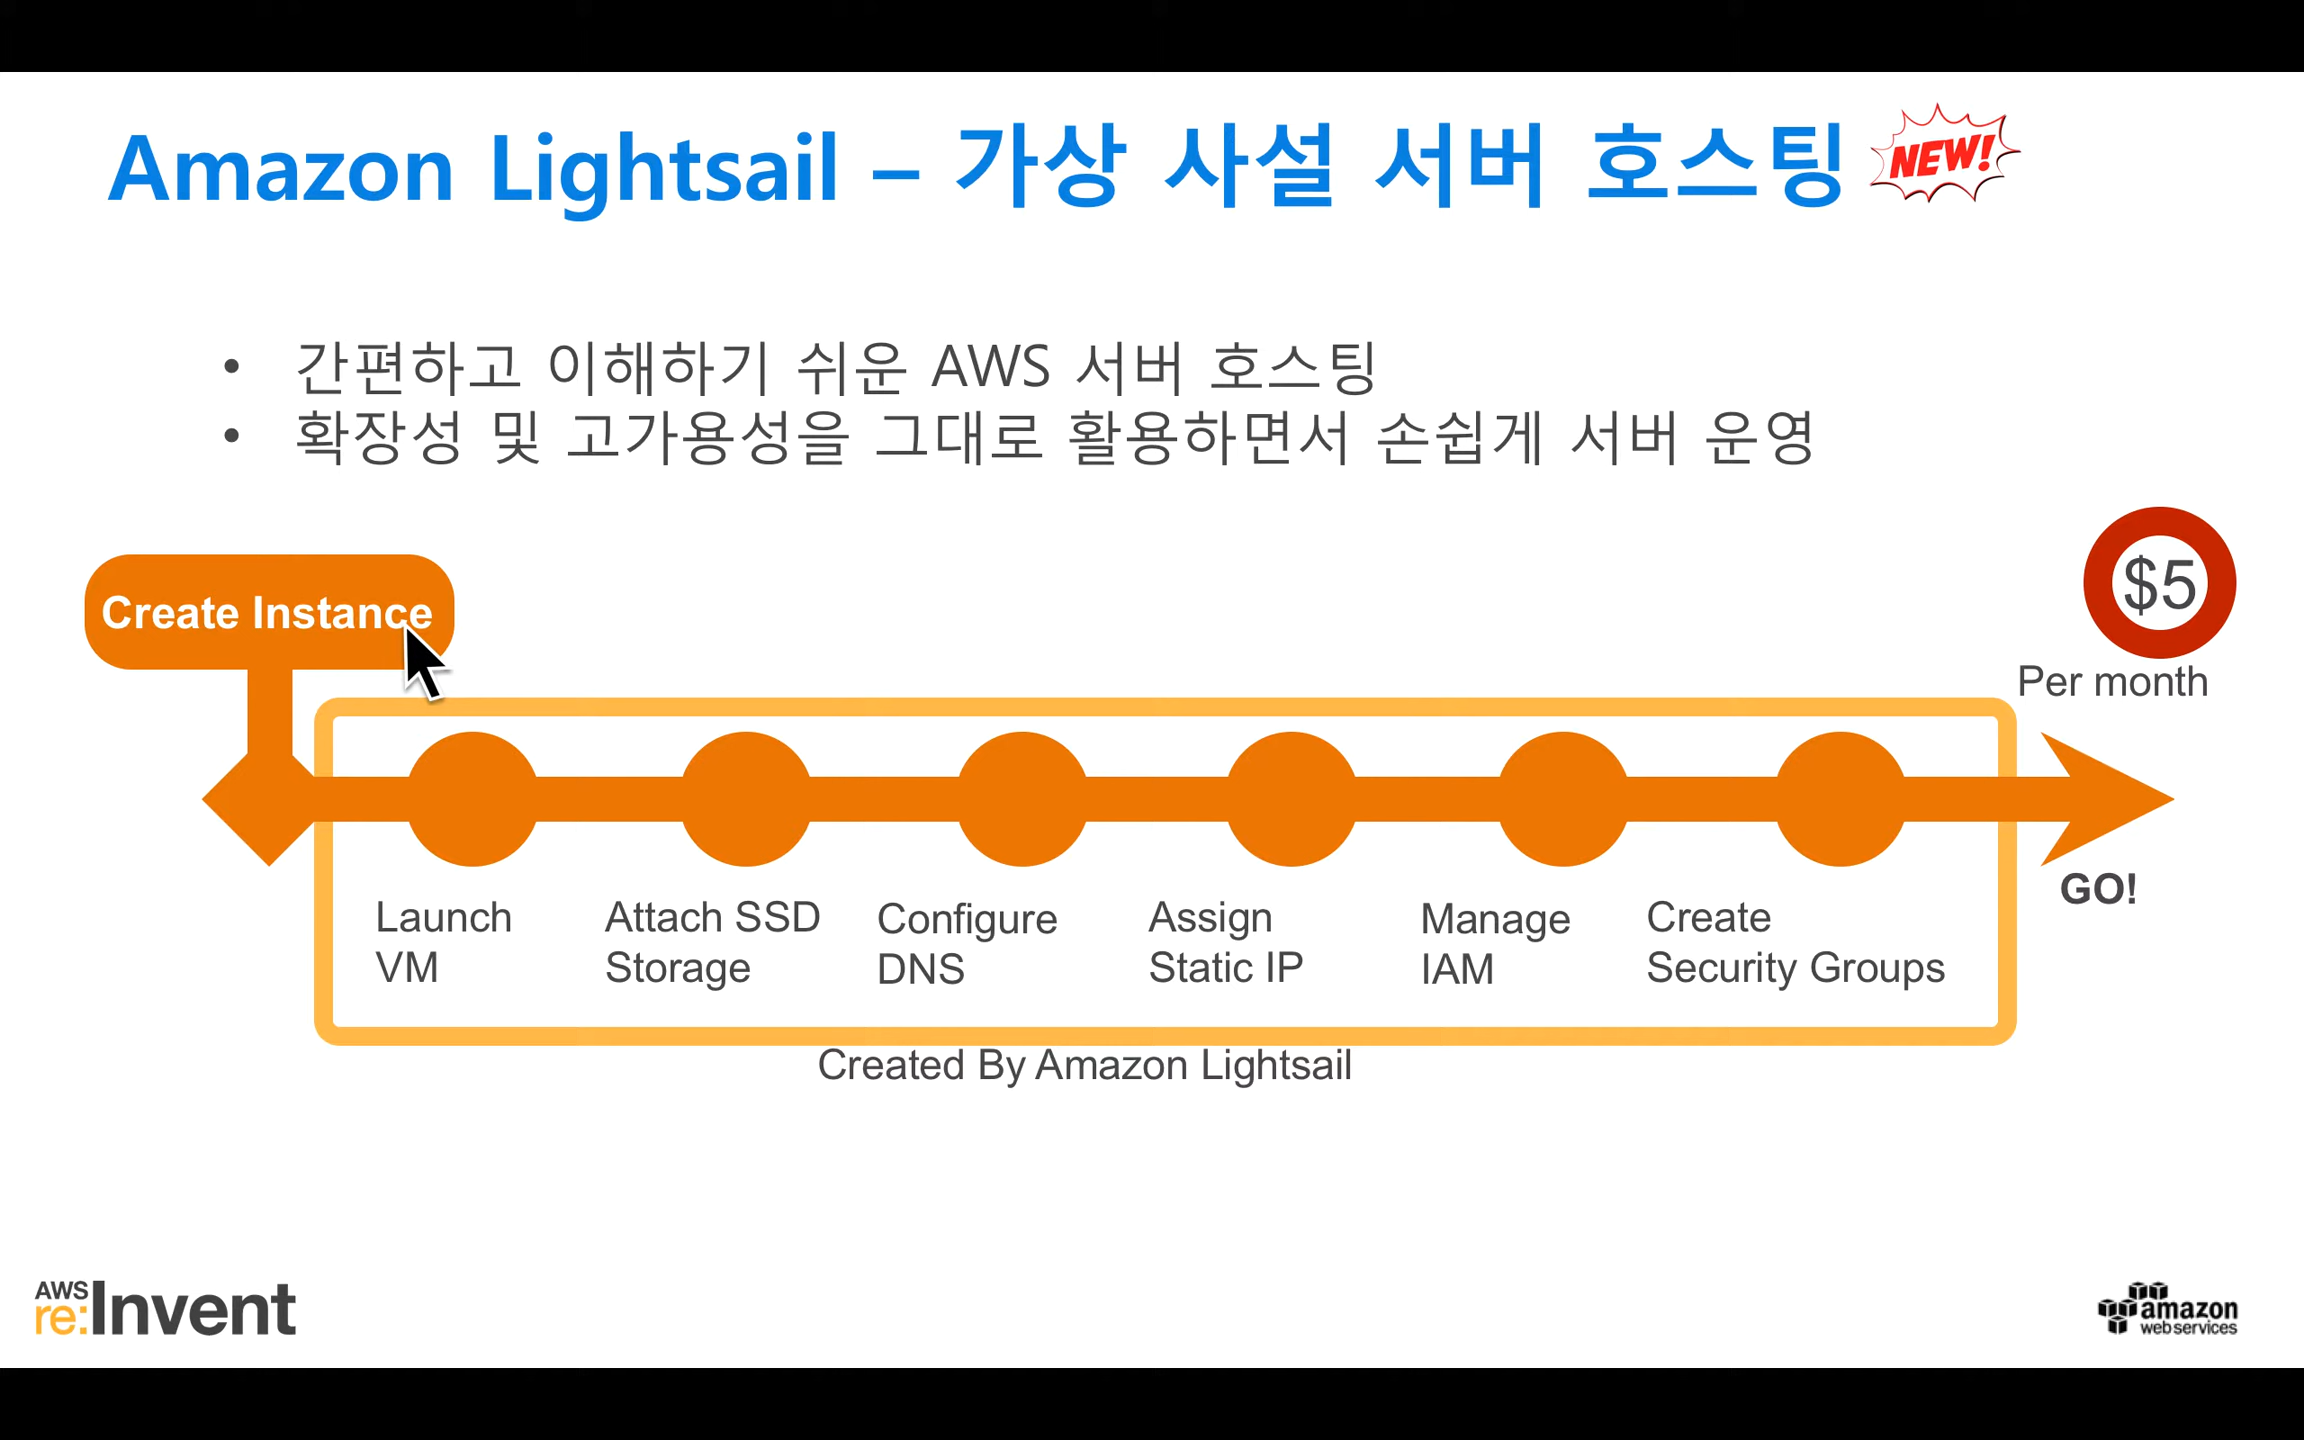 Amazon Lightsail – 가상 사설 서버 호스팅 NEW!
• 간편하고 이해하기 쉬운 AWS 서버 호스팅
• 확장성 및 고가용성을 그대로 활용하면서 손쉽게 서버 운영
Create Instance
$5
Per month
Launch
VM
Attach SSD
Storage
Configure
DNS
Assign
Static IP
Manage
IAM
Create
Security Groups
GO!
Created By Amazon Lightsail
AWS
re:Invent
amazon
webservices